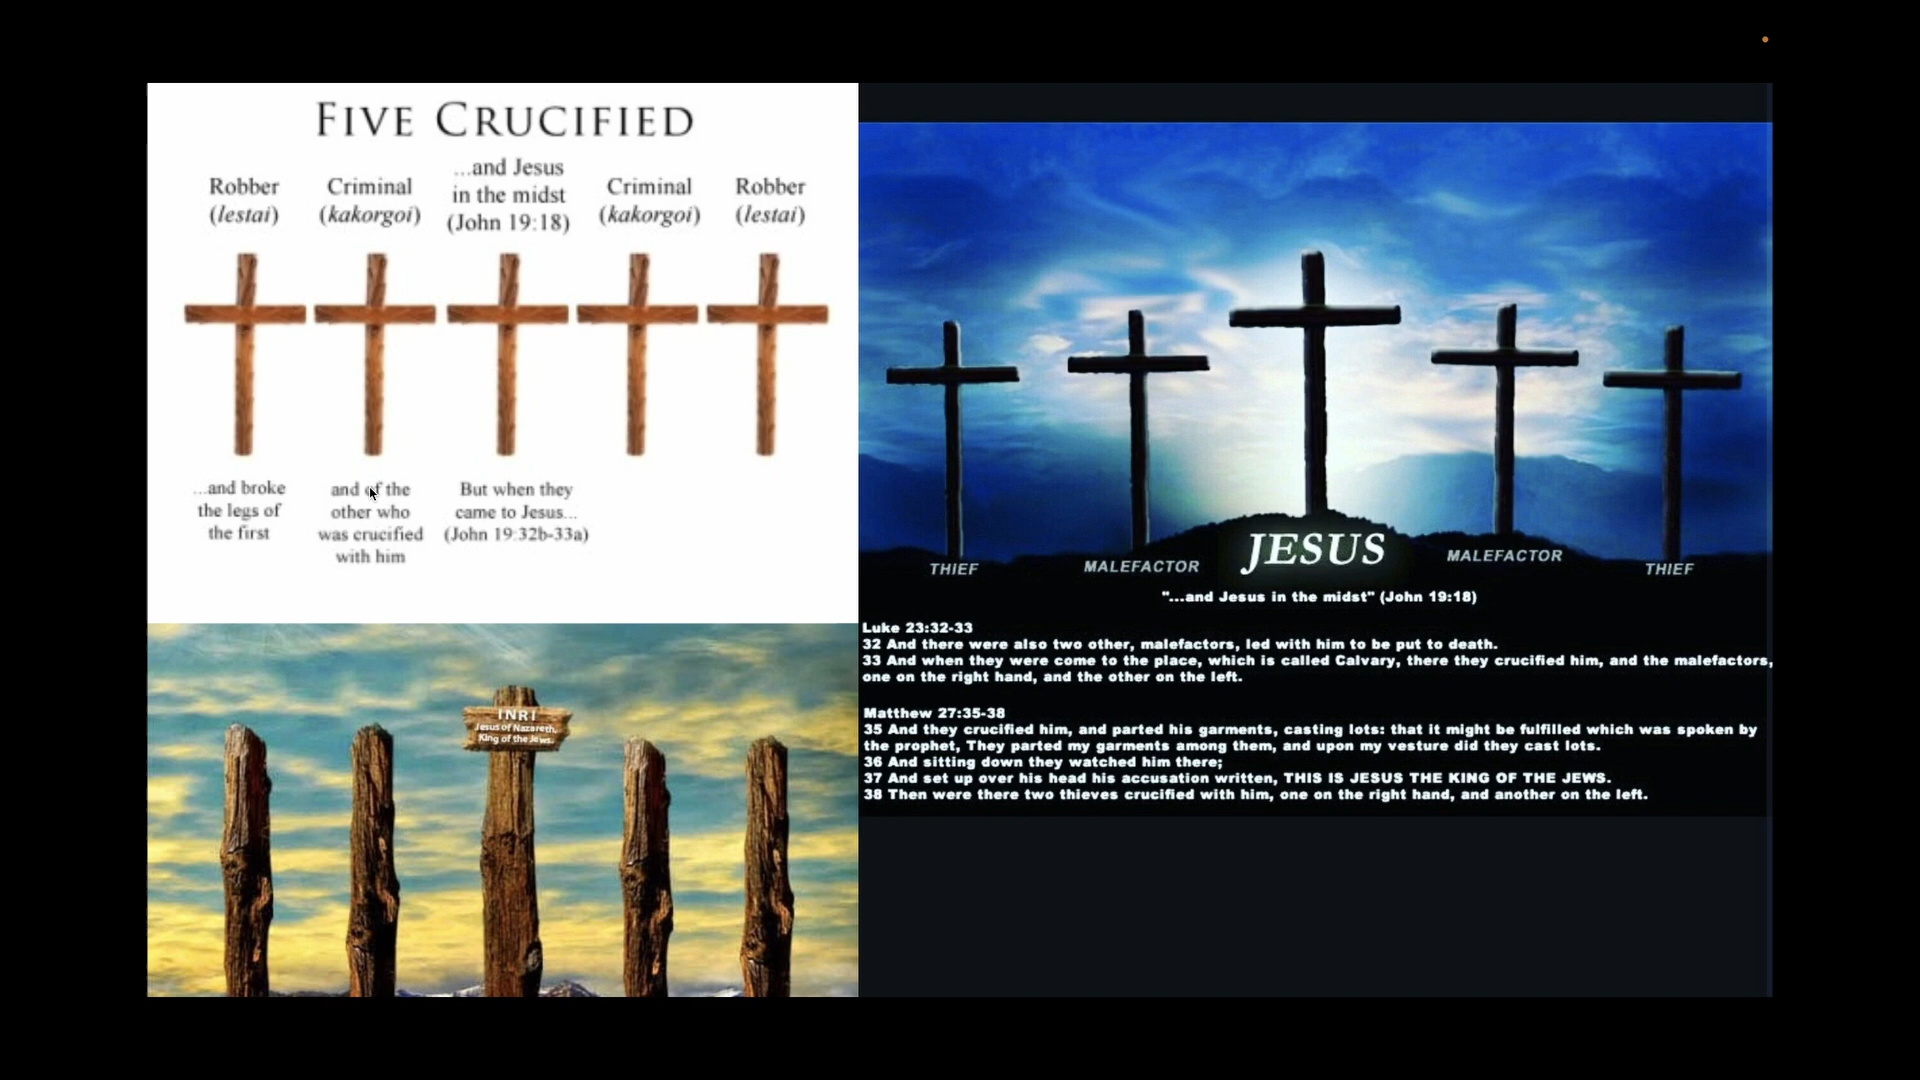 FIVE CRUCIFIED
Robber
(lestai)
Criminal
(kakorgoi)
...and Jesus
in the midst
(John 19:18)
Criminal
(kakorgoi)
Robber
(lestai)
...and broke
the legs of
the first
and of the
other who
was crucified
with him
But when they
came to Jesus...
(John 19:32b-33a)
INRI
Jesus of Nazareth,
King of the Jews.
THIEF
MALEFACTOR
JESUS
MALEFACTOR
THIEF
"...and Jesus in the midst" (John 19:18)
Luke 23:32-33
32 And there were also two other, malefactors, led with him to be put to death.
33 And when they were come to the place, which is called Calvary, there they crucified him, and the malefactors,
one on the right hand, and the other on the left.
Matthew 27:35-38
35 And they crucified him, and parted his garments, casting lots: that it might be fulfilled which was spoken by
the prophet, They parted my garments among them, and upon my vesture did they cast lots.
36 And sitting down they watched him there;
37 And set up over his head his accusation written, THIS IS JESUS THE KING OF THE JEWS.
38 Then were there two thieves crucified with him, one on the right hand, and another on the left.